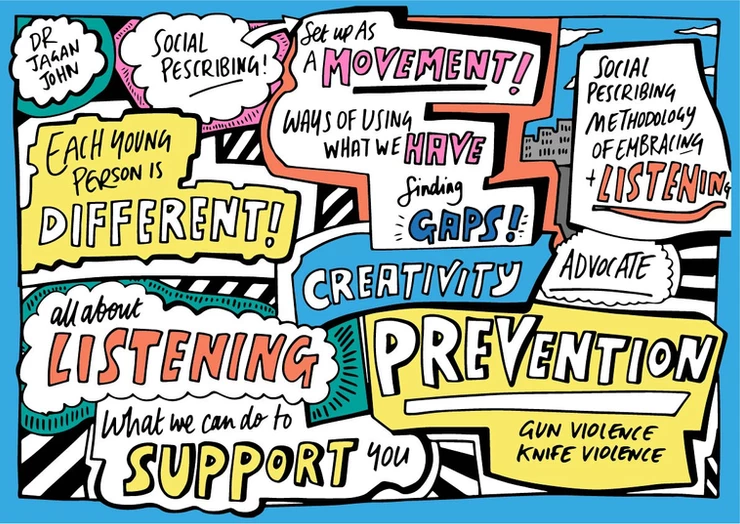 DR
JAGAN
JOHN
SOCIAL
PESCRIBING!
Set up AS
A MOVEMENT!
WAYS OF USING
WHAT WE HAVE
finding
GAPS!
SOCIAL
PESCRIBING
METHODOLOGY
OF EMBRACING
+ LISTENING
EACH YOUNG
PERSON IS
DIFFERENT!
CREATIVITY
ADVOCATE
all about
LISTENING
What we can do to
SUPPORT YOU
PREVENTION
GUN VIOLENCE
KNIFE VIOLENCE